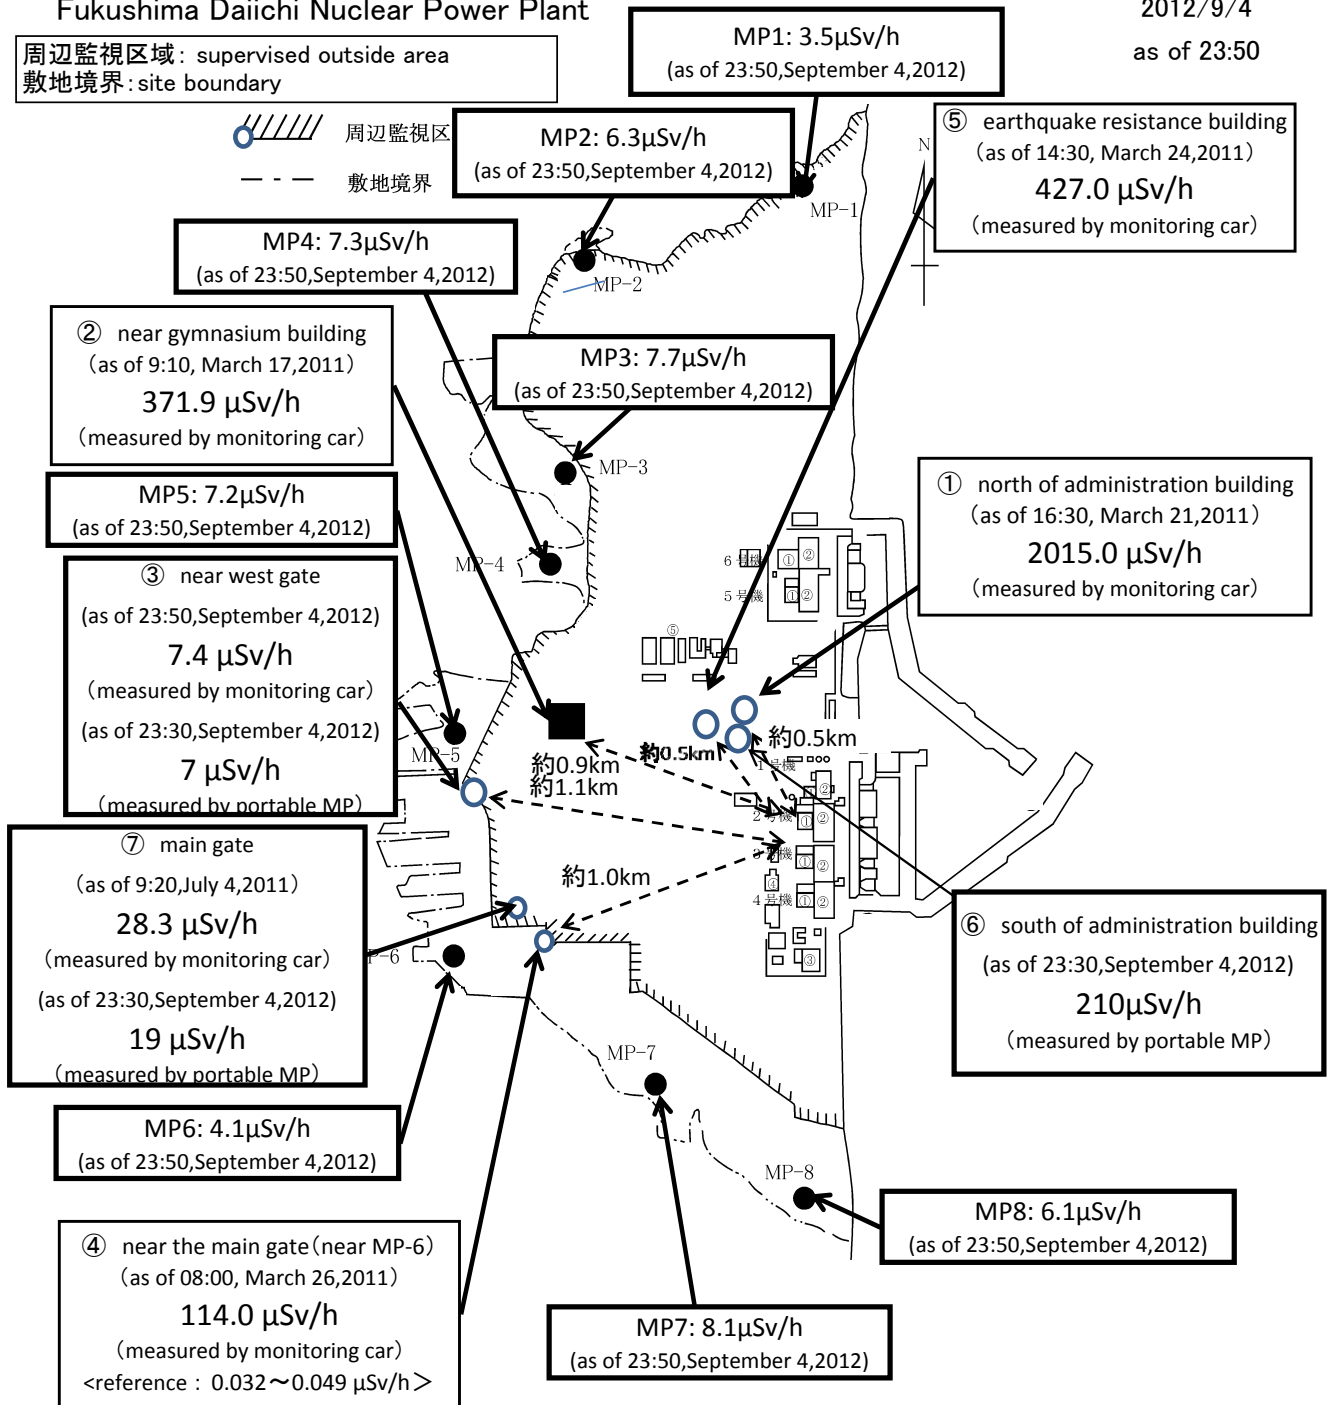 Fukushima Daiichi Nuclear Power Plant
2012/9/4
as of 23:50
周辺監視区域: supervised outside area
敷地境界:site boundary
周辺監視区
敷地境界
MP1: 3.5μSv/h
(as of 23:50,September 4,2012)
MP2: 6.3μSv/h
(as of 23:50,September 4,2012)
⑤ earthquake resistance building
(as of 14:30, March 24,2011)
427.0 μSv/h
(measured by monitoring car)
N
MP-1
MP4: 7.3μSv/h
(as of 23:50,September 4,2012)
MP-2
② near gymnasium building
(as of 9:10, March 17,2011)
371.9 μSv/h
(measured by monitoring car)
MP3: 7.7μSv/h
(as of 23:50,September 4,2012)
MP-3
MP5: 7.2μSv/h
(as of 23:50,September 4,2012)
① north of administration building
(as of 16:30, March 21,2011)
2015.0 μSv/h
(measured by monitoring car)
MP-4
6号機
① ②
5号機
① ②
⑤
③ near west gate
(as of 23:50,September 4,2012)
7.4 μSv/h
(measured by monitoring car)
(as of 23:30,September 4,2012)
7 μSv/h
(measured by portable MP)
MP-5
約0.9km
約1.1km
約0.5km
約0.5km
1号機
②
2号機
① ②
3号機
① ②
④
4号機
① ②
③
約1.0km
⑦ main gate
(as of 9:20,July 4,2011)
28.3 μSv/h
(measured by monitoring car)
(as of 23:30,September 4,2012)
19 μSv/h
(measured by portable MP)
P-6
⑥ south of administration building
(as of 23:30,September 4,2012)
210μSv/h
(measured by portable MP)
MP-7
MP6: 4.1μSv/h
(as of 23:50,September 4,2012)
MP-8
MP8: 6.1μSv/h
(as of 23:50,September 4,2012)
④ near the main gate(near MP-6)
(as of 08:00, March 26,2011)
114.0 μSv/h
(measured by monitoring car)
<reference : 0.032～0.049 μSv/h>
MP7: 8.1μSv/h
(as of 23:50,September 4,2012)